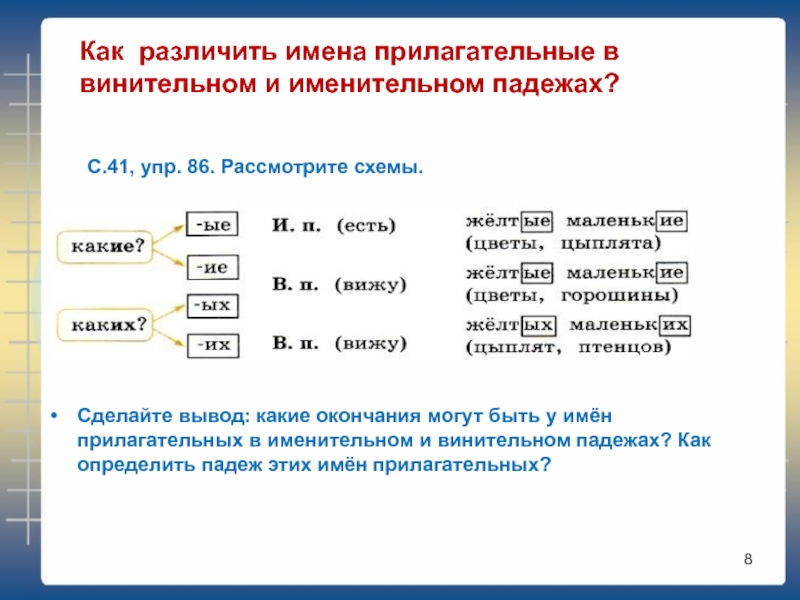 Как различить имена прилагательные в
винительном и именительном падежах?
С.41, упр. 86. Рассмотрите схемы.
какие?
-ые
-ие
каких?
-ых
-их
И. п. (есть)
В. п. (вижу)
В. п. (вижу)
жёлтые маленькие
(цветы, цыплята)
жёлтые маленькие
(цветы, горошины)
жёлтых маленьких
(цыплят, птенцов)
• Сделайте вывод: какие окончания могут быть у имён
прилагательных в именительном и винительном падежах? Как
определить падеж этих имён прилагательных?
8